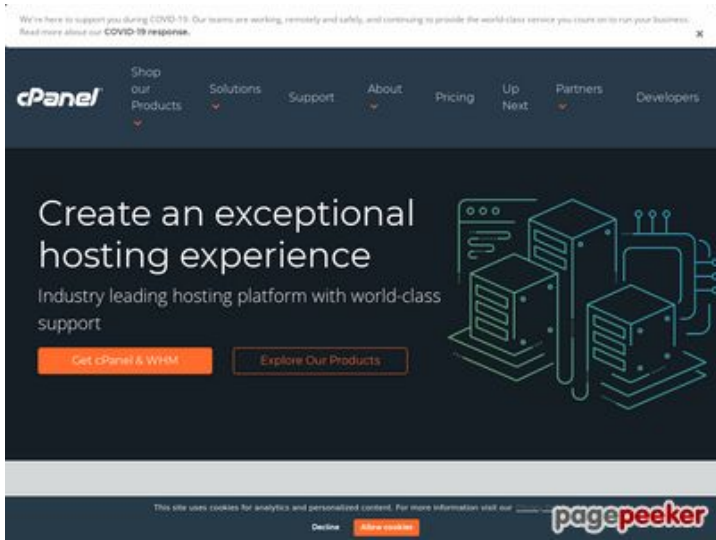 We're here to support you during COVID-19. Our teams are working, remotely and safely, and continuing to provide the world-class service you count on to run your business.
Read more about our COVID-19 response.
×
cPanel
Shop
our
Products
Solutions
Support
About
Pricing
Up
Next
Partners
Developers
Create an exceptional
hosting experience
Industry leading hosting platform with world-class
support
Get cPanel & WHM
Explore Our Products
This site uses cookies for analytics and personalized content. For more information visit our
Decline
Allow cookies
pagepeeker